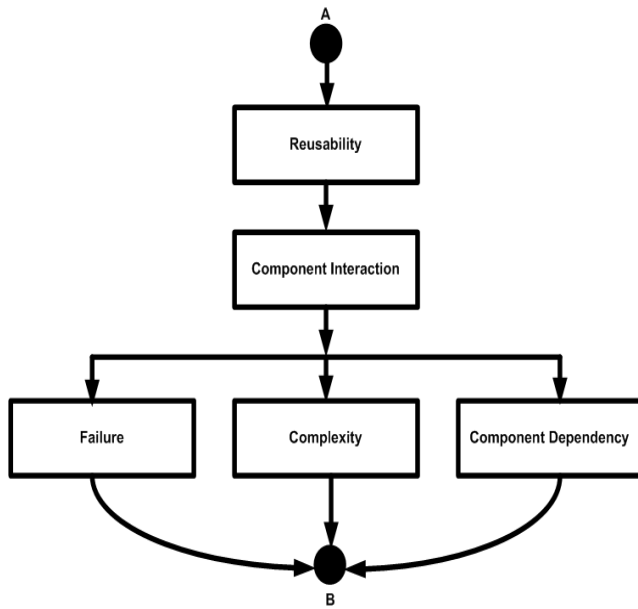 A
Reusability
Component Interaction
Failure
Complexity
Component Dependency
B